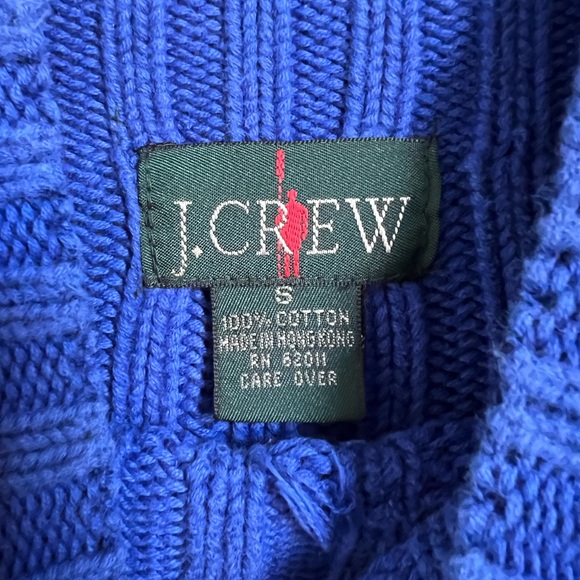 J.CREW
S
100% COTTON
MADE IN HONG KONG
RN 62011
CARE OVER